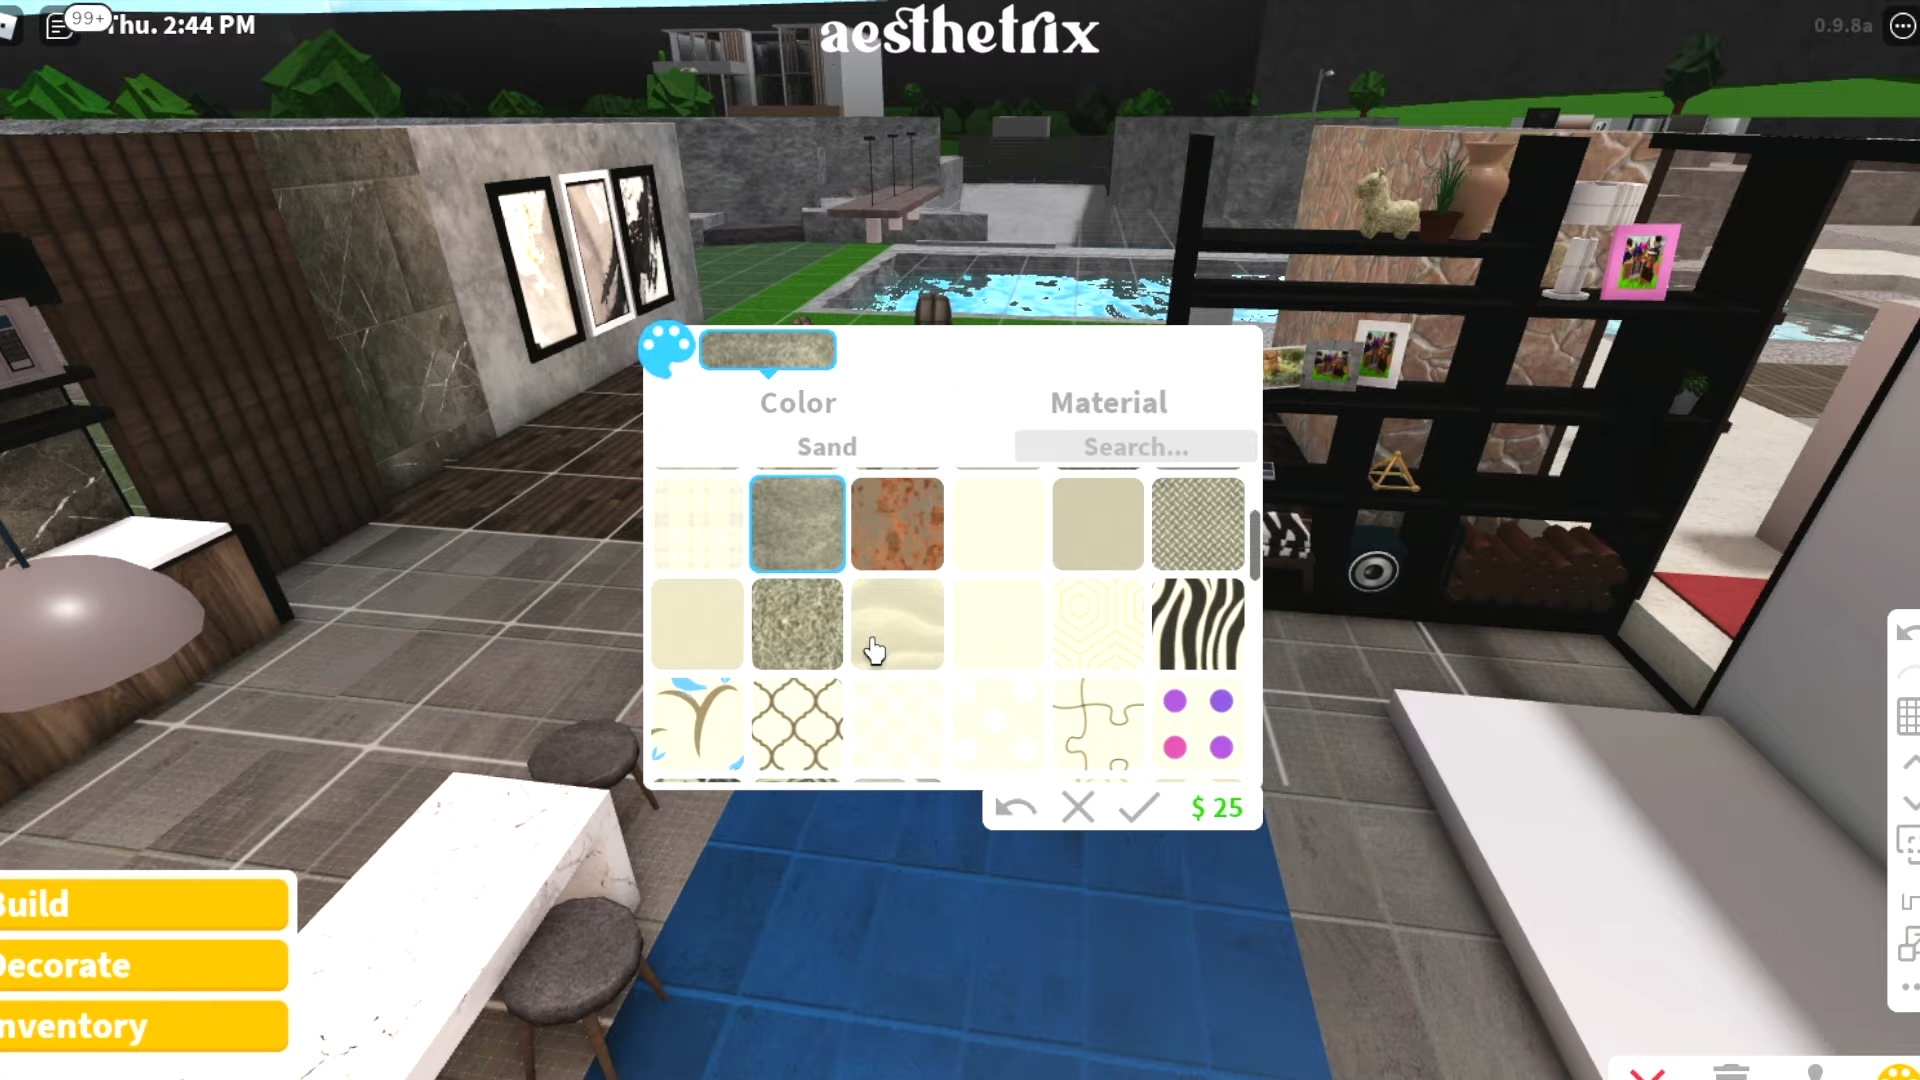 99+
Thu. 2:44 PM
aesthetrix
0.9.8a
Color
Material
Sand
Search...
$ 25
Build
Decorate
Inventory